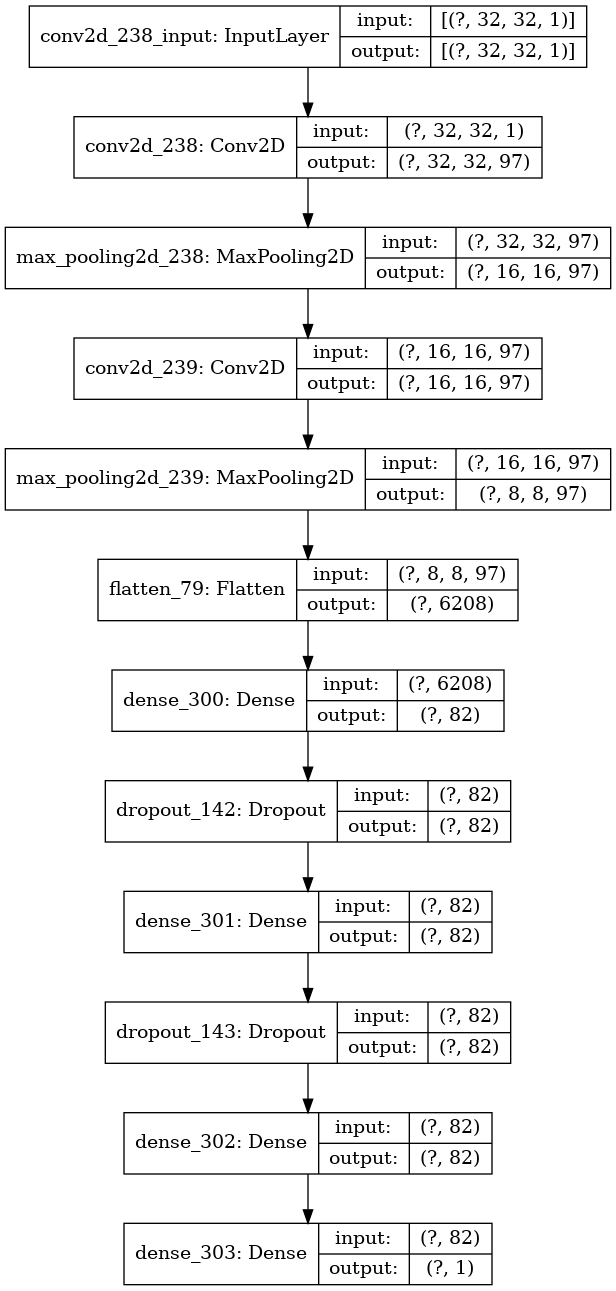 conv2d_238_input: InputLayer
input: [(?, 32, 32, 1)]
output: [(?, 32, 32, 1)]
conv2d_238: Conv2D
input: (?, 32, 32, 1)
output: (?, 32, 32, 97)
max_pooling2d_238: MaxPooling2D
input: (?, 32, 32, 97)
output: (?, 16, 16, 97)
conv2d_239: Conv2D
input: (?, 16, 16, 97)
output: (?, 16, 16, 97)
max_pooling2d_239: MaxPooling2D
input: (?, 16, 16, 97)
output: (?, 8, 8, 97)
flatten_79: Flatten
input: (?, 8, 8, 97)
output: (?, 6208)
dense_300: Dense
input: (?, 6208)
output: (?, 82)
dropout_142: Dropout
input: (?, 82)
output: (?, 82)
dense_301: Dense
input: (?, 82)
output: (?, 82)
dropout_143: Dropout
input: (?, 82)
output: (?, 82)
dense_302: Dense
input: (?, 82)
output: (?, 82)
dense_303: Dense
input: (?, 82)
output: (?, 1)